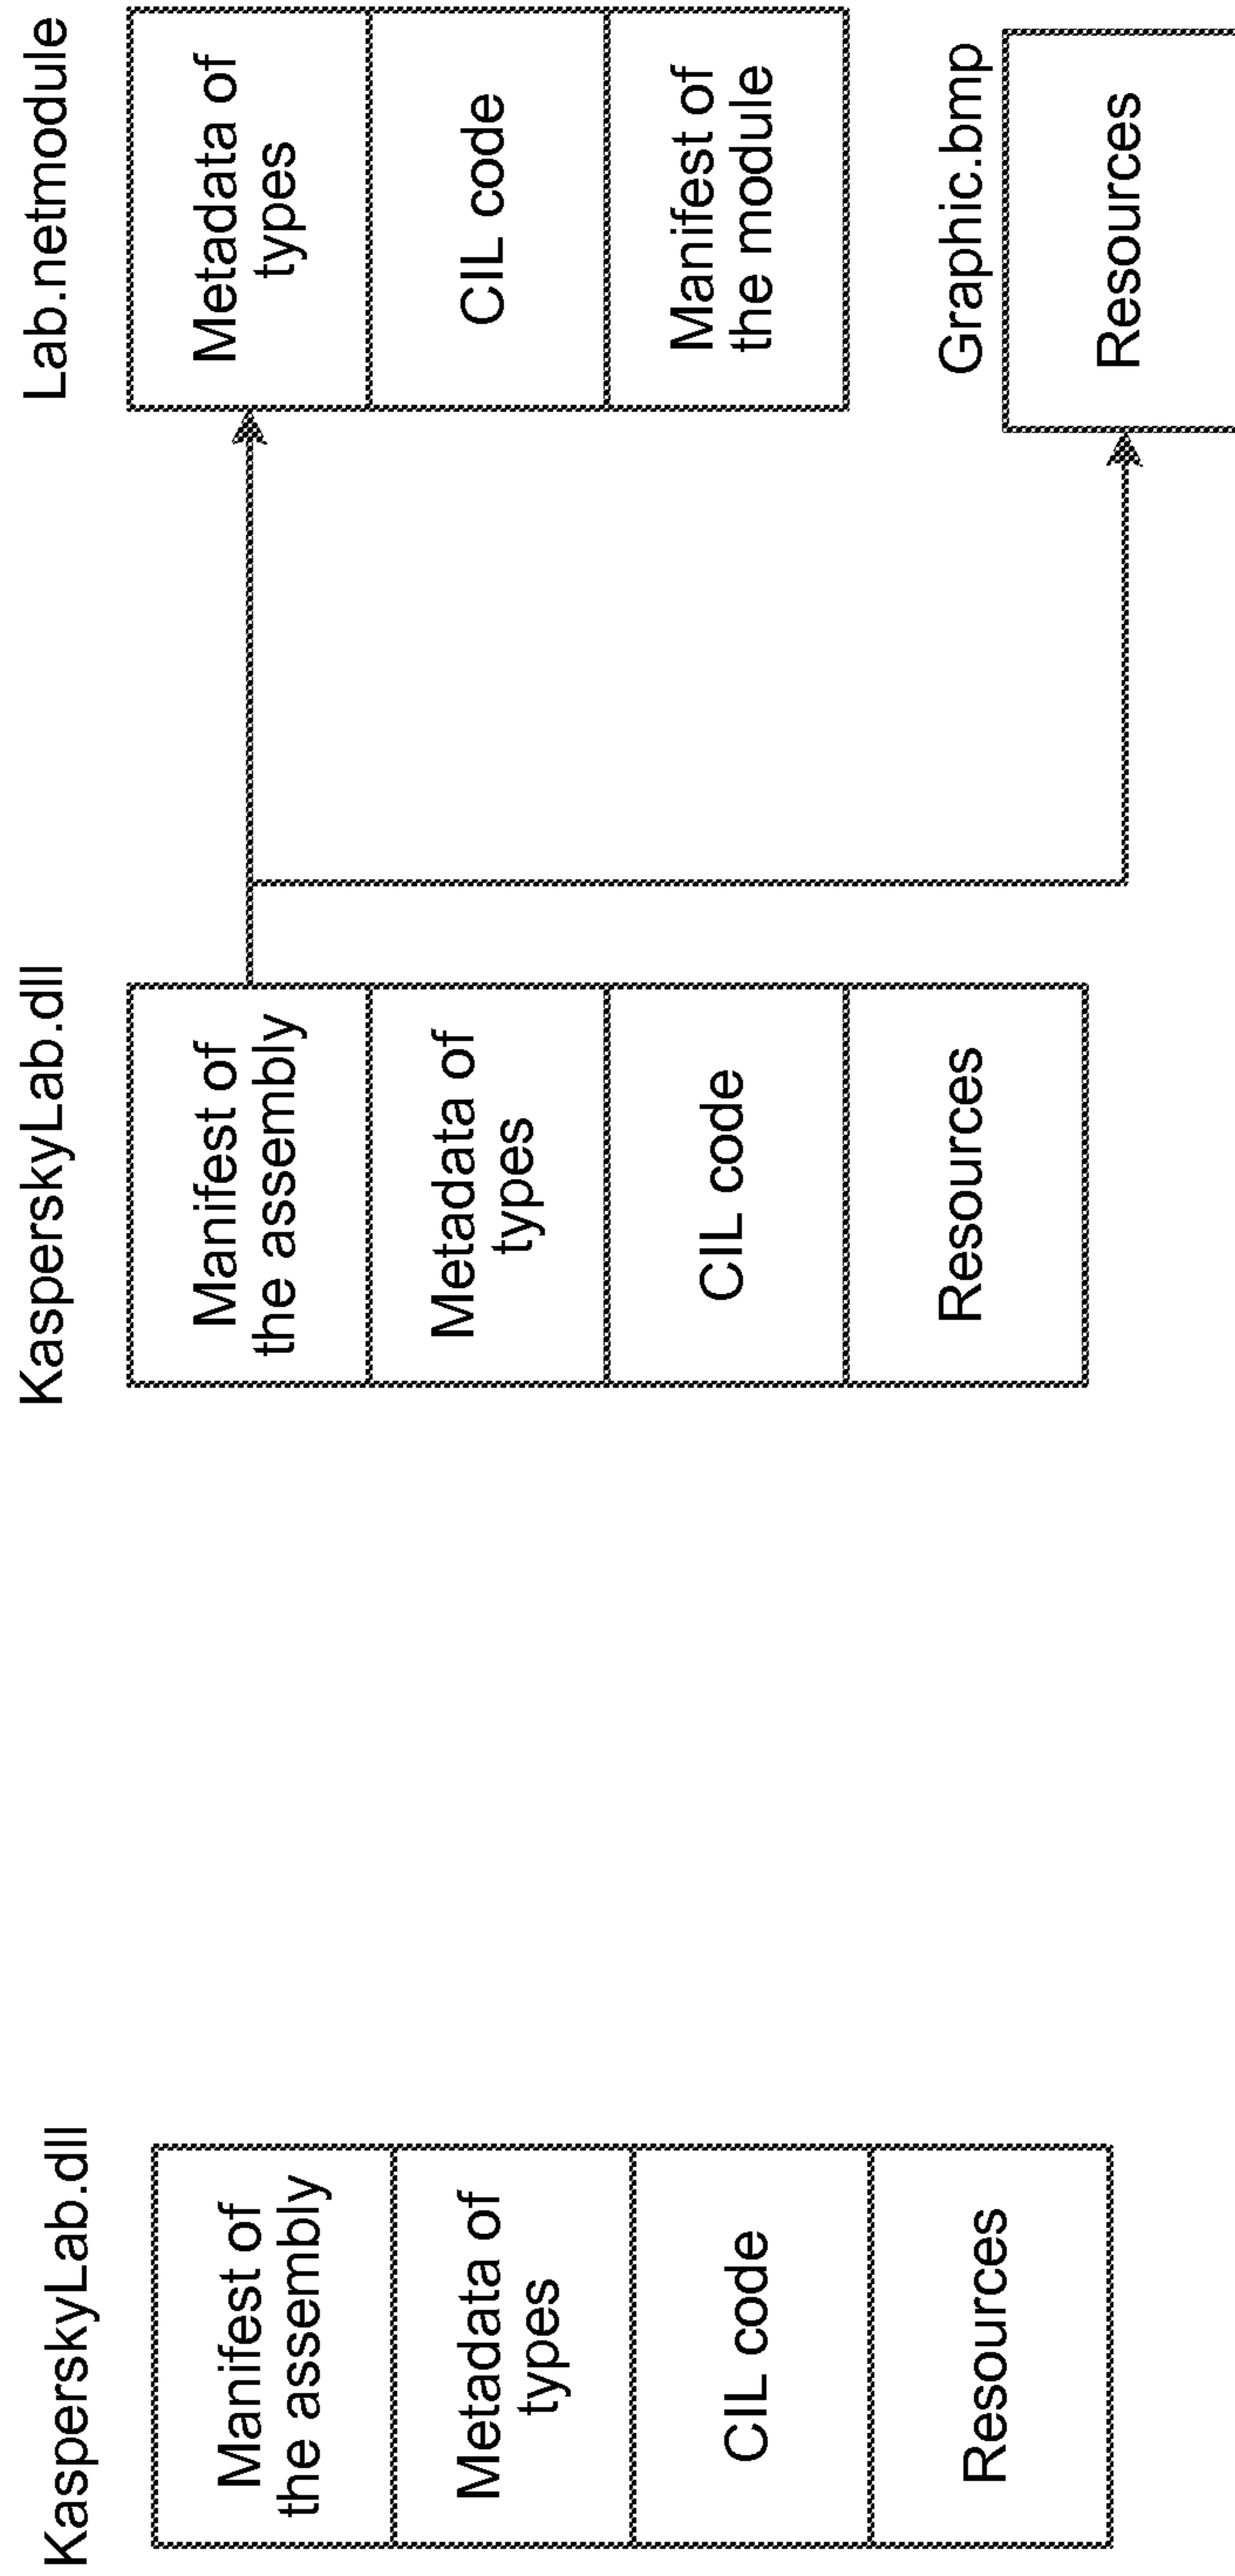 KasperskyLab.dll
Manifest of
the assembly
Metadata of
types
CIL code
Resources
KasperskyLab.dll
Manifest of
the assembly
Metadata of
types
CIL code
Resources
Lab.netmodule
Metadata of
types
CIL code
Manifest of
the module
Graphic.bmp
Resources